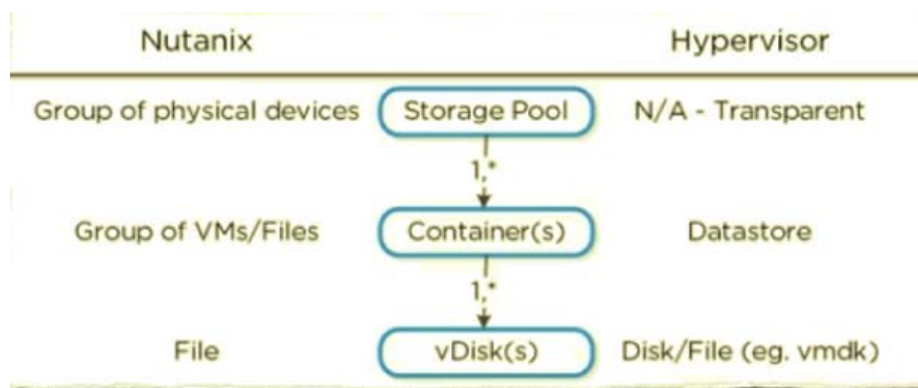 Nutanix Hypervisor
Group of physical devices Storage Pool N/A - Transparent
1,*
Group of VMs/Files Container(s) Datastore
1,*
File vDisk(s) Disk/File (eg. vmdk)